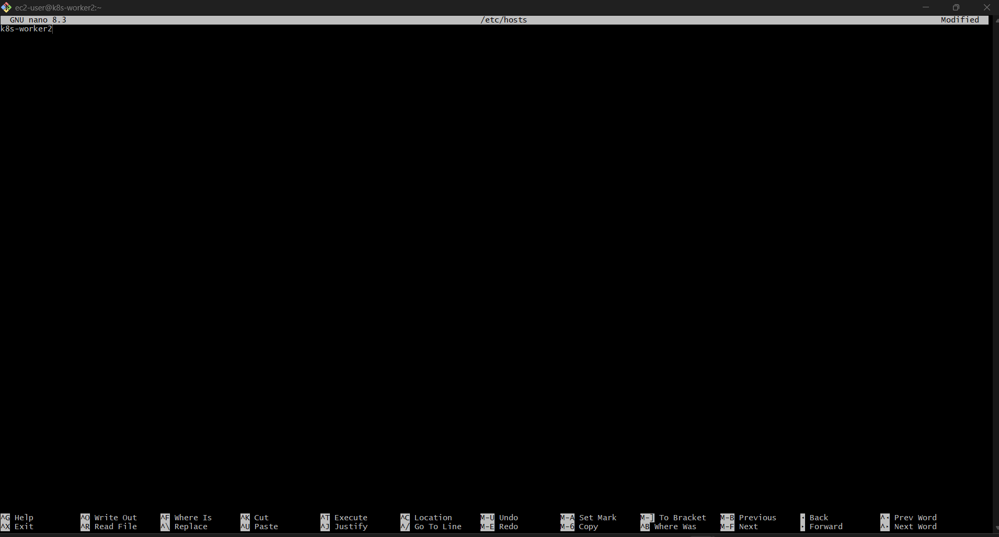 ec2-user@k8s-worker2:~
GNU nano 8.3 /etc/hosts Modified
k8s-worker2
^G Help ^O Write Out ^F Where Is ^K Cut ^T Execute ^C Location M-U Undo M-A Set Mark M-] To Bracket M-B Previous ◂ Back ^◂ Prev Word
^X Exit ^R Read File ^\ Replace ^U Paste ^J Justify ^/ Go To Line M-E Redo M-6 Copy ^B Where Was M-F Next ▸ Forward ^▸ Next Word